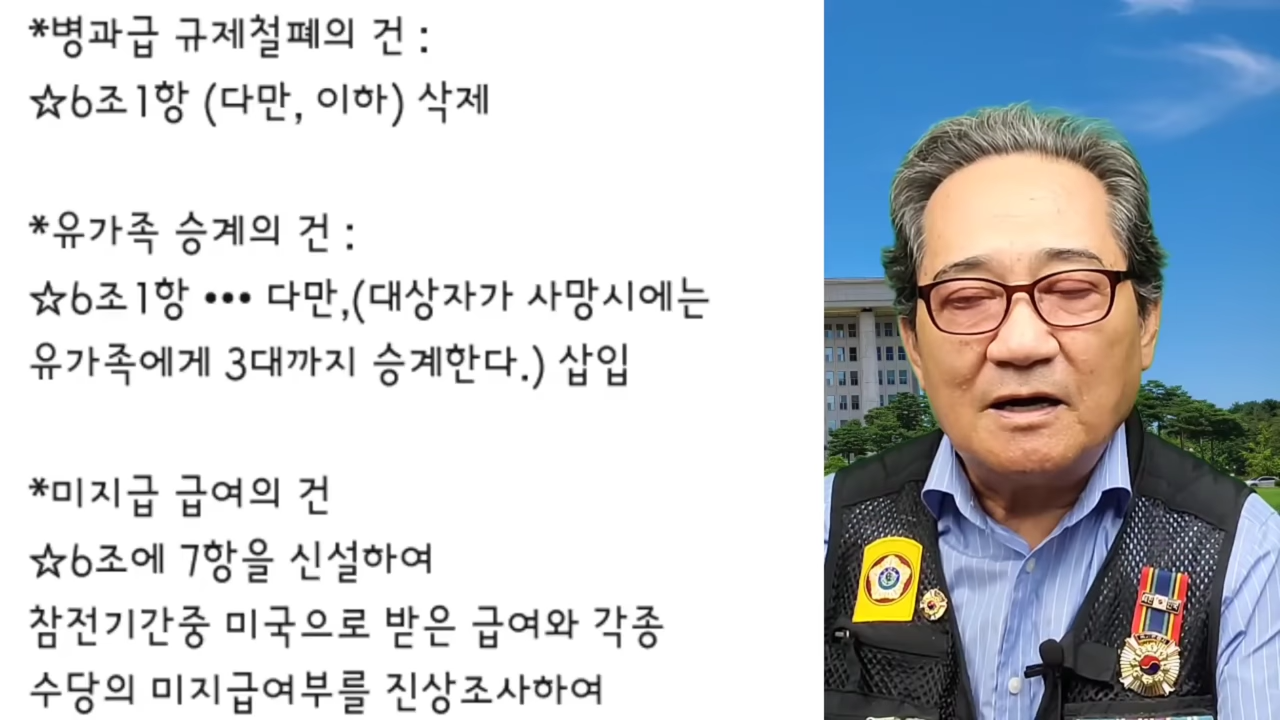 *병과급 규제철폐의 건 :
☆6조1항 (다만, 이하) 삭제
*유가족 승계의 건 :
☆6조1항 ••• 다만,(대상자가 사망시에는
유가족에게 3대까지 승계한다.) 삽입
*미지급 급여의 건
☆6조에 7항을 신설하여
참전기간중 미국으로 받은 급여와 각종
수당의 미지급여부를 진상조사하여